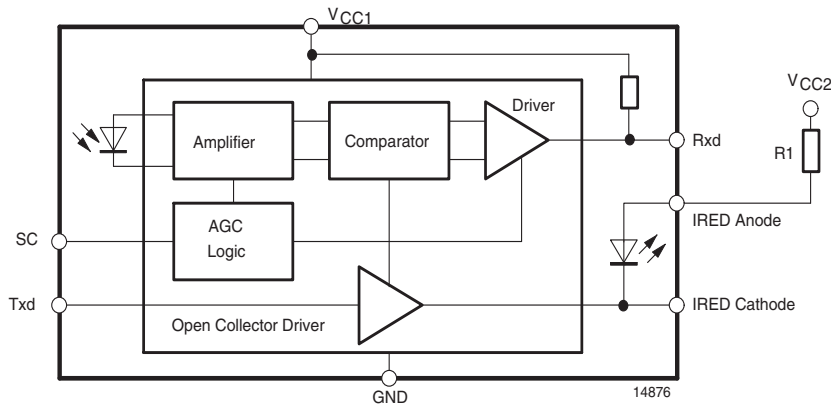 VCC1
VCC2
Driver
Amplifier
Comparator
Rxd
R1
IRED Anode
AGC
Logic
SC
Txd
Open Collector Driver
IRED Cathode
GND
14876